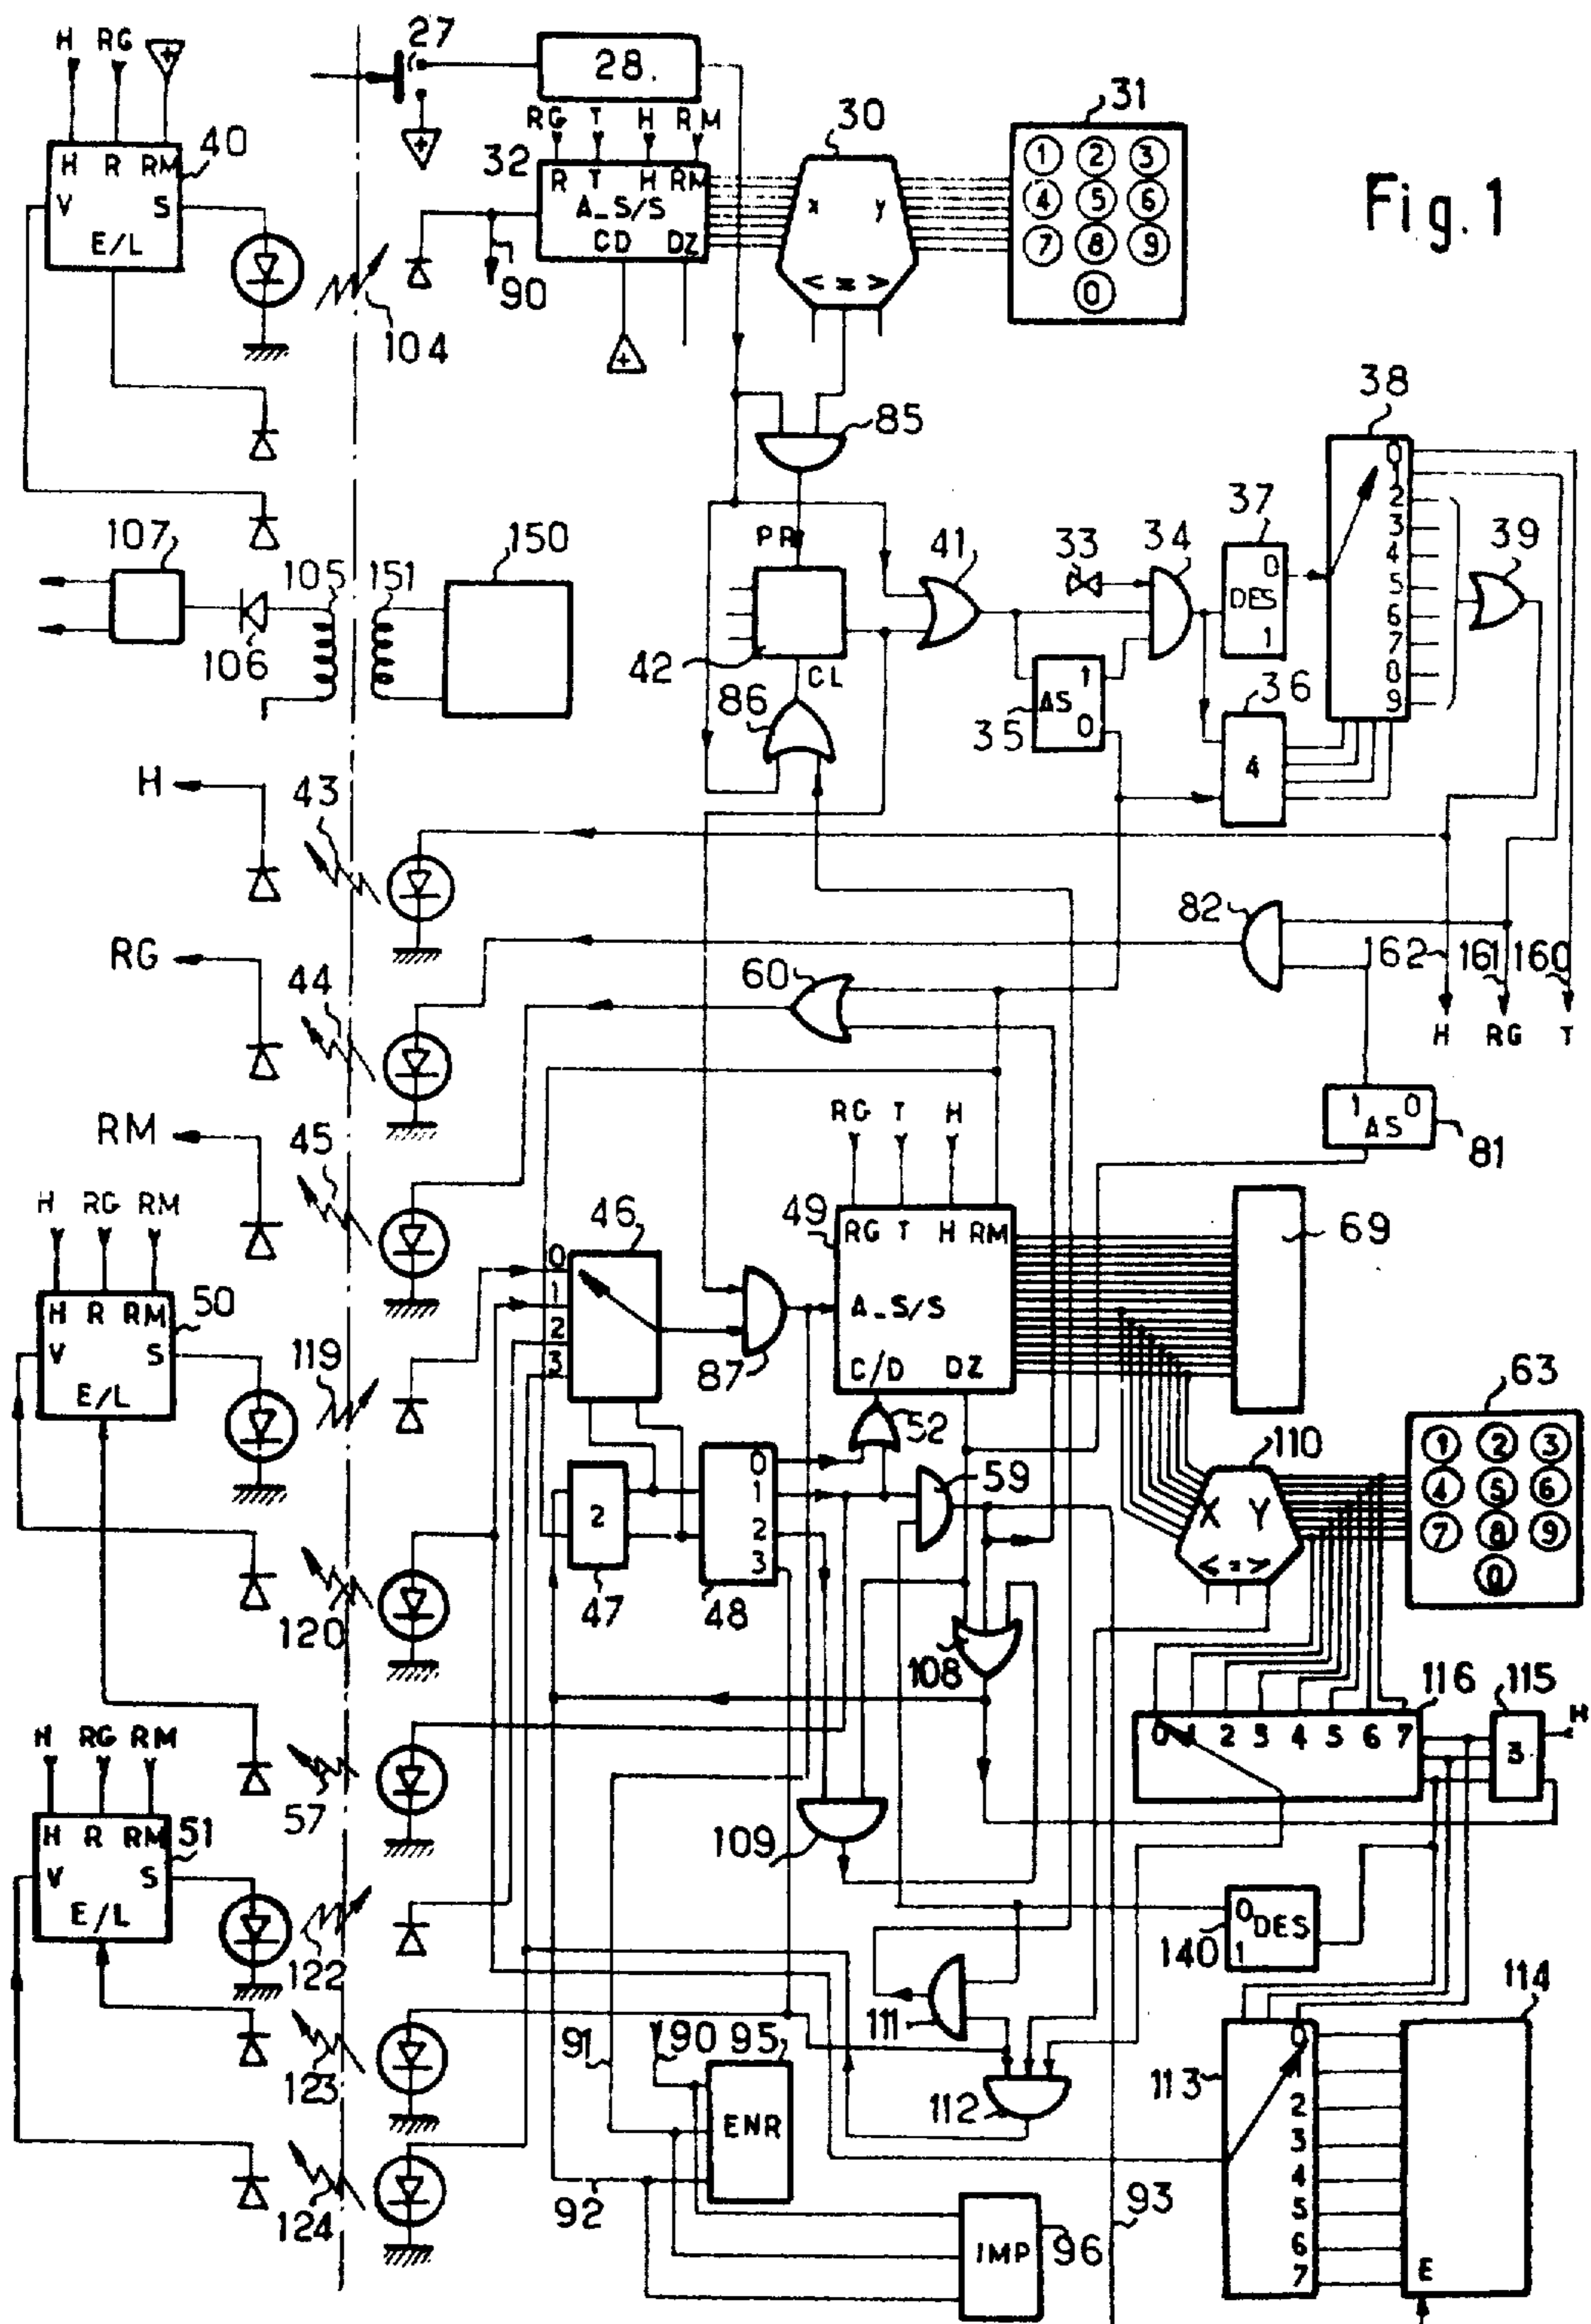 Fig. 1
27
H RG +
28.
40
H R RM
V S
E/L
104
+
RG T H RM
32
R T H RM
A_S/S
CD DZ
90
+
30
x y
< = >
31
1 2 3
4 5 6
7 8 9
0
85
38
0
1
2
3
4
5
6
7
8
9
107
105
151
150
106
PR
42
CL
86
41
33
34
37
0
DES
1
39
35
1
AS
0
36
4
H
43
RG
44
82
60
162
161
160
H RG T
RM
45
RG T H
1 0
AS
81
H RG RM
50
H R RM
V S
E/L
119
46
0
1
2
3
87
49
RG T H RM
A_S/S
C/D DZ
52
69
63
1 2 3
4 5 6
7 8 9
0
110
X Y
< = >
59
2
47
0
1
2
3
48
120
108
116
0 1 2 3 4 5 6 7
115
3
H
57
H RG RM
51
H R RM
V S
E/L
109
122
0
DES
1
140
111
114
123
91
90
95
ENR
112
113
0
1
2
3
4
5
6
7
E
124
92
IMP
96
93